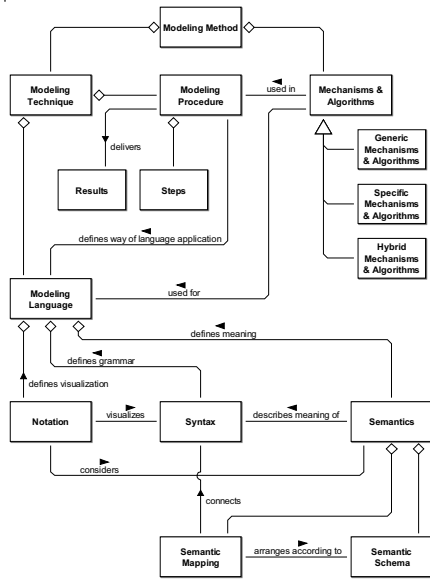 Modeling Method
Modeling
Technique
Modeling
Procedure
used in
Mechanisms &
Algorithms
delivers
Generic
Mechanisms
& Algorithms
Results
Steps
Specific
Mechanisms
& Algorithms
defines way of language application
Hybrid
Mechanisms
& Algorithms
Modeling
Language
used for
defines meaning
defines grammar
defines visualization
Notation
visualizes
Syntax
describes meaning of
Semantics
considers
connects
Semantic
Mapping
arranges according to
Semantic
Schema